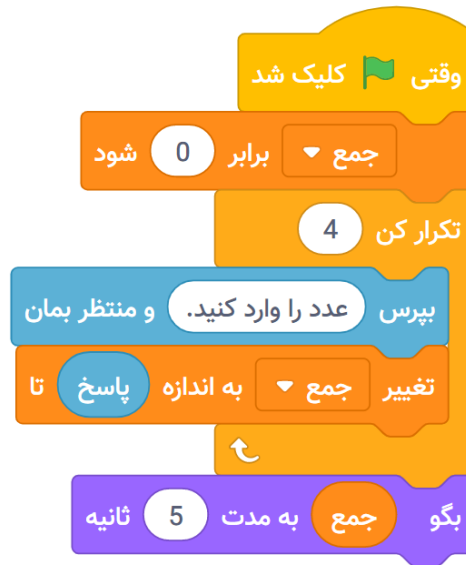 وقتی کلیک شد
جمع برابر 0 شود
تکرار کن 4
بپرس عدد را وارد کنید. و منتظر بمان
تغییر جمع به اندازه پاسخ تا
بگو جمع به مدت 5 ثانیه